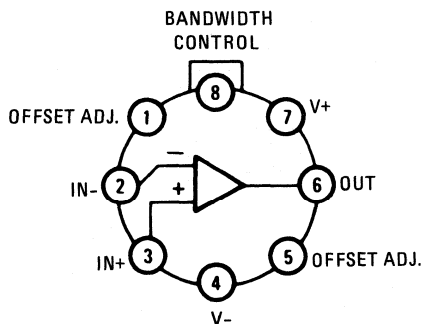 BANDWIDTH
CONTROL
8
OFFSET ADJ.
1
7
V+
−
IN-
2
+
6
OUT
IN+
3
5
OFFSET ADJ.
4
V-